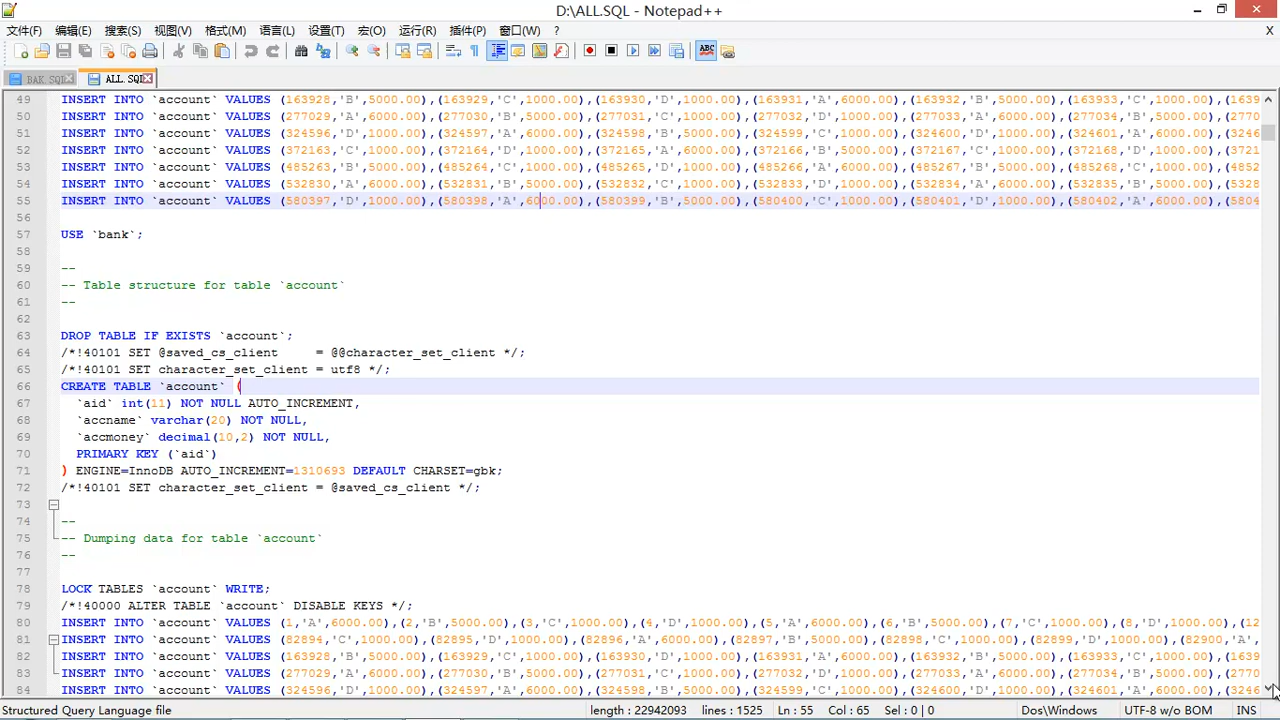 D:\ALL.SQL - Notepad++
文件(F) 编辑(E) 搜索(S) 视图(V) 格式(M) 语言(L) 设置(T) 宏(O) 运行(R) 插件(P) 窗口(W) ? X
BAK.SQL ALL.SQL
49 INSERT INTO `account` VALUES (163928,'B',5000.00),(163929,'C',1000.00),(163930,'D',1000.00),(163931,'A',6000.00),(163932,'B',5000.00),(163933,'C',1000.00),(1639
50 INSERT INTO `account` VALUES (277029,'A',6000.00),(277030,'B',5000.00),(277031,'C',1000.00),(277032,'D',1000.00),(277033,'A',6000.00),(277034,'B',5000.00),(2770
51 INSERT INTO `account` VALUES (324596,'D',1000.00),(324597,'A',6000.00),(324598,'B',5000.00),(324599,'C',1000.00),(324600,'D',1000.00),(324601,'A',6000.00),(3246
52 INSERT INTO `account` VALUES (372163,'C',1000.00),(372164,'D',1000.00),(372165,'A',6000.00),(372166,'B',5000.00),(372167,'C',1000.00),(372168,'D',1000.00),(3721
53 INSERT INTO `account` VALUES (485263,'B',5000.00),(485264,'C',1000.00),(485265,'D',1000.00),(485266,'A',6000.00),(485267,'B',5000.00),(485268,'C',1000.00),(4852
54 INSERT INTO `account` VALUES (532830,'A',6000.00),(532831,'B',5000.00),(532832,'C',1000.00),(532833,'D',1000.00),(532834,'A',6000.00),(532835,'B',5000.00),(5328
55 INSERT INTO `account` VALUES (580397,'D',1000.00),(580398,'A',6000.00),(580399,'B',5000.00),(580400,'C',1000.00),(580401,'D',1000.00),(580402,'A',6000.00),(5804
56
57 USE `bank`;
58
59 --
60 -- Table structure for table `account`
61 --
62
63 DROP TABLE IF EXISTS `account`;
64 /*!40101 SET @saved_cs_client     = @@character_set_client */;
65 /*!40101 SET character_set_client = utf8 */;
66 CREATE TABLE `account` (
67 `aid` int(11) NOT NULL AUTO_INCREMENT,
68 `accname` varchar(20) NOT NULL,
69 `accmoney` decimal(10,2) NOT NULL,
70 PRIMARY KEY (`aid`)
71 ) ENGINE=InnoDB AUTO_INCREMENT=1310693 DEFAULT CHARSET=gbk;
72 /*!40101 SET character_set_client = @saved_cs_client */;
73
74 --
75 -- Dumping data for table `account`
76 --
77
78 LOCK TABLES `account` WRITE;
79 /*!40000 ALTER TABLE `account` DISABLE KEYS */;
80 INSERT INTO `account` VALUES (1,'A',6000.00),(2,'B',5000.00),(3,'C',1000.00),(4,'D',1000.00),(5,'A',6000.00),(6,'B',5000.00),(7,'C',1000.00),(8,'D',1000.00),(12
81 INSERT INTO `account` VALUES (82894,'C',1000.00),(82895,'D',1000.00),(82896,'A',6000.00),(82897,'B',5000.00),(82898,'C',1000.00),(82899,'D',1000.00),(82900,'A',
82 INSERT INTO `account` VALUES (163928,'B',5000.00),(163929,'C',1000.00),(163930,'D',1000.00),(163931,'A',6000.00),(163932,'B',5000.00),(163933,'C',1000.00),(1639
83 INSERT INTO `account` VALUES (277029,'A',6000.00),(277030,'B',5000.00),(277031,'C',1000.00),(277032,'D',1000.00),(277033,'A',6000.00),(277034,'B',5000.00),(2770
84 INSERT INTO `account` VALUES (324596,'D',1000.00),(324597,'A',6000.00),(324598,'B',5000.00),(324599,'C',1000.00),(324600,'D',1000.00),(324601,'A',6000.00),(3246
Structured Query Language file length : 22942093 lines : 1525 Ln : 55 Col : 65 Sel : 0 | 0 Dos\Windows UTF-8 w/o BOM INS